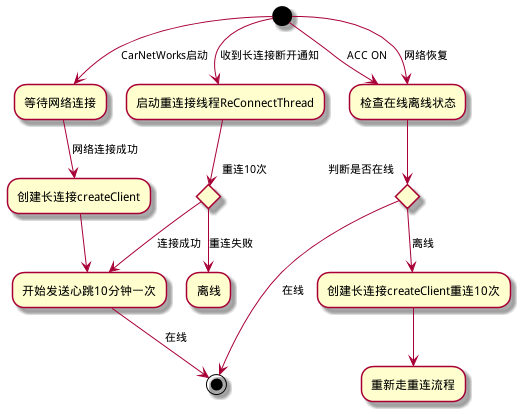 CarNetWorks启动
收到长连接断开通知
ACC ON
网络恢复
等待网络连接
启动重连接线程ReConnectThread
检查在线离线状态
网络连接成功
重连10次
判断是否在线
创建长连接createClient
连接成功
重连失败
离线
开始发送心跳10分钟一次
离线
在线
创建长连接createClient重连10次
在线
重新走重连流程